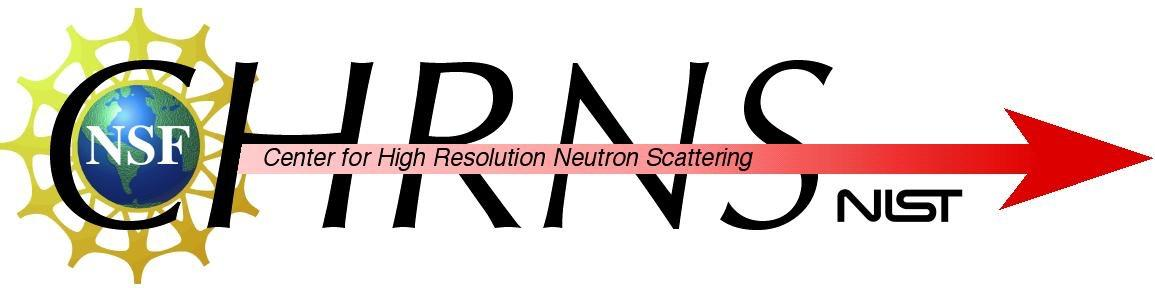 CHRNS
NSF
Center for High Resolution Neutron Scattering
NIST